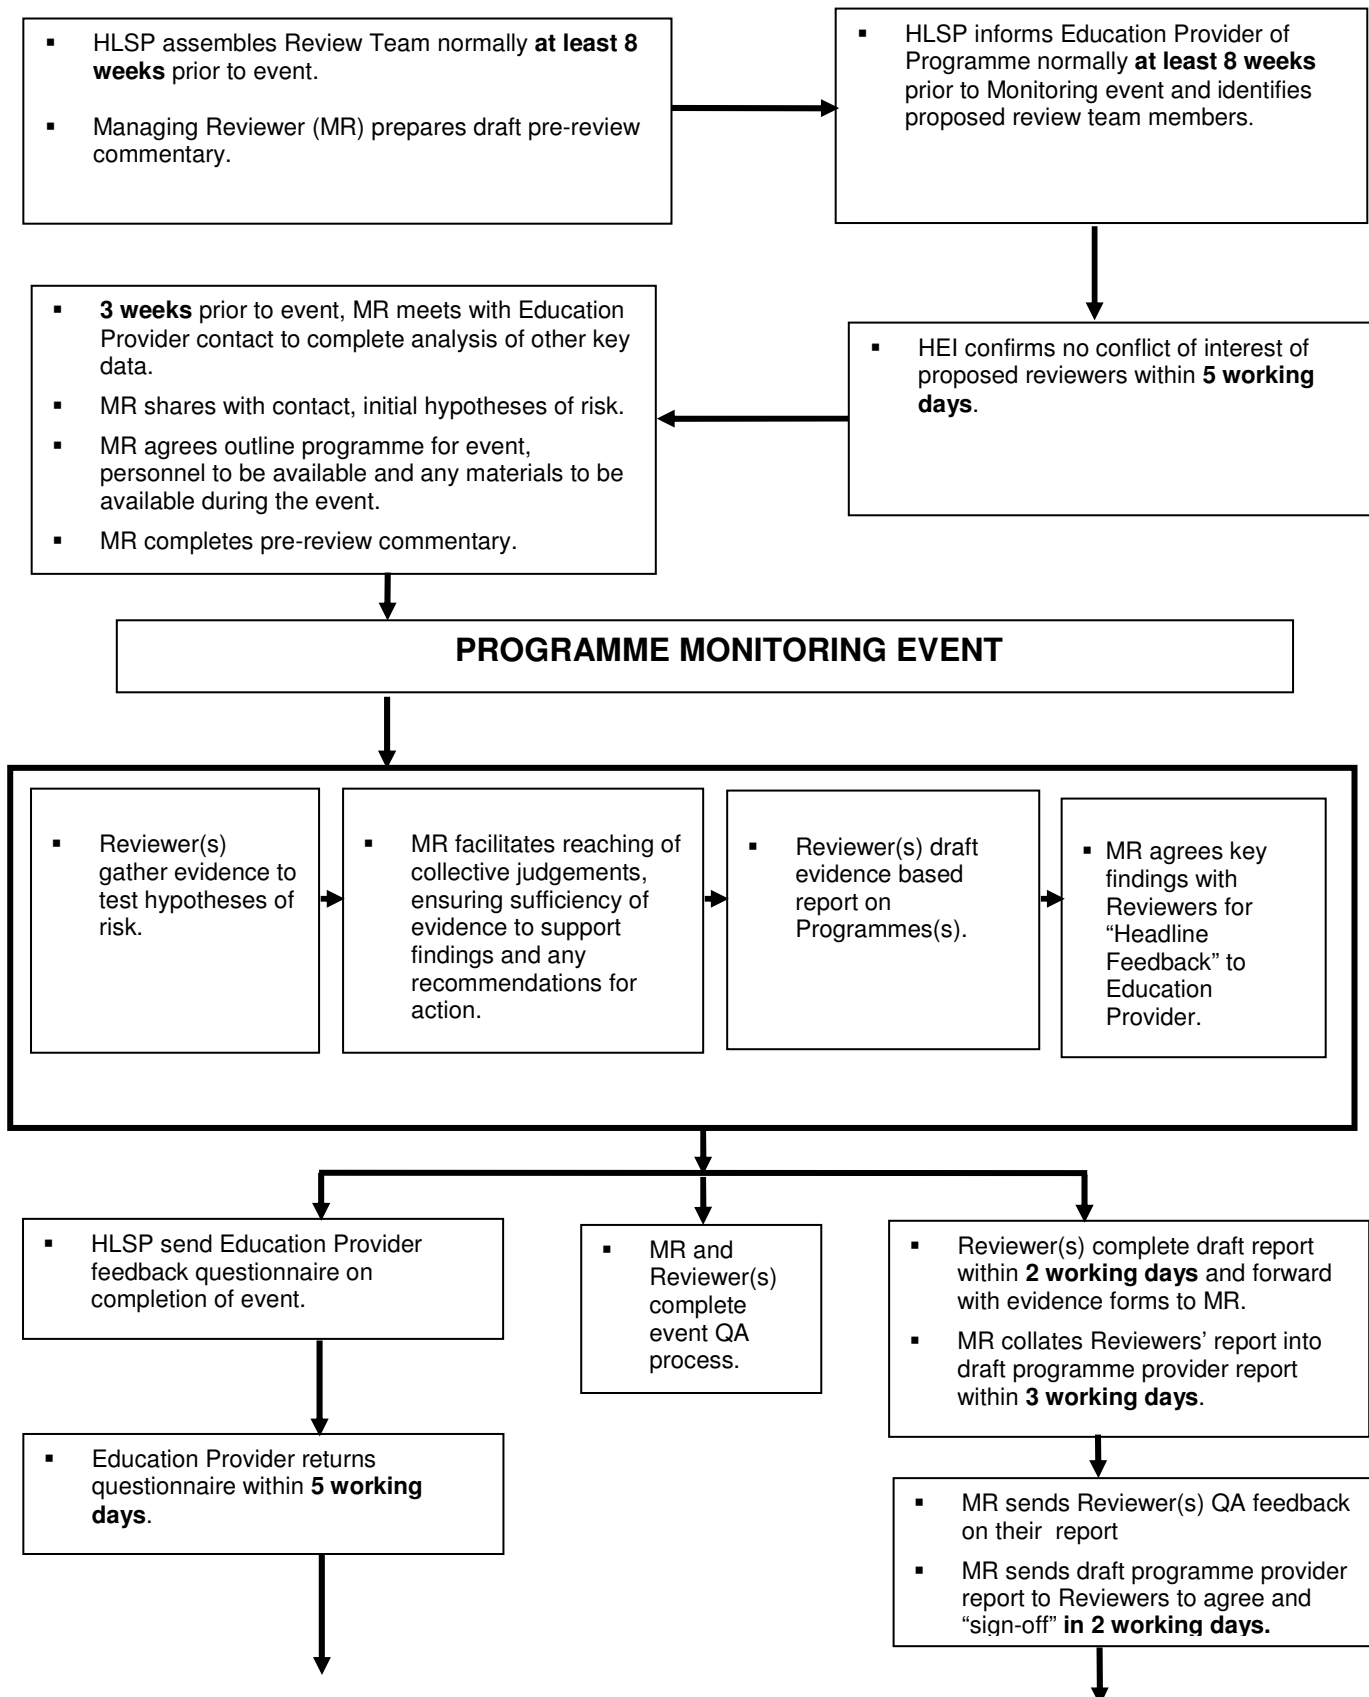 ▪ HLSP assembles Review Team normally at least 8
weeks prior to event.
▪ Managing Reviewer (MR) prepares draft pre-review
commentary.
▪ HLSP informs Education Provider of
Programme normally at least 8 weeks
prior to Monitoring event and identifies
proposed review team members.
▪ HEI confirms no conflict of interest of
proposed reviewers within 5 working
days.
▪ 3 weeks prior to event, MR meets with Education
Provider contact to complete analysis of other key
data.
▪ MR shares with contact, initial hypotheses of risk.
▪ MR agrees outline programme for event,
personnel to be available and any materials to be
available during the event.
▪ MR completes pre-review commentary.
PROGRAMME MONITORING EVENT
▪ Reviewer(s)
gather evidence to
test hypotheses of
risk.
▪ MR facilitates reaching of
collective judgements,
ensuring sufficiency of
evidence to support
findings and any
recommendations for
action.
▪ Reviewer(s) draft
evidence based
report on
Programmes(s).
▪ MR agrees key
findings with
Reviewers for
“Headline
Feedback” to
Education
Provider.
▪ HLSP send Education Provider
feedback questionnaire on
completion of event.
▪ Education Provider returns
questionnaire within 5 working
days.
▪ MR and
Reviewer(s)
complete
event QA
process.
▪ Reviewer(s) complete draft report
within 2 working days and forward
with evidence forms to MR.
▪ MR collates Reviewers’ report into
draft programme provider report
within 3 working days.
▪ MR sends Reviewer(s) QA feedback
on their report
▪ MR sends draft programme provider
report to Reviewers to agree and
“sign-off” in 2 working days.